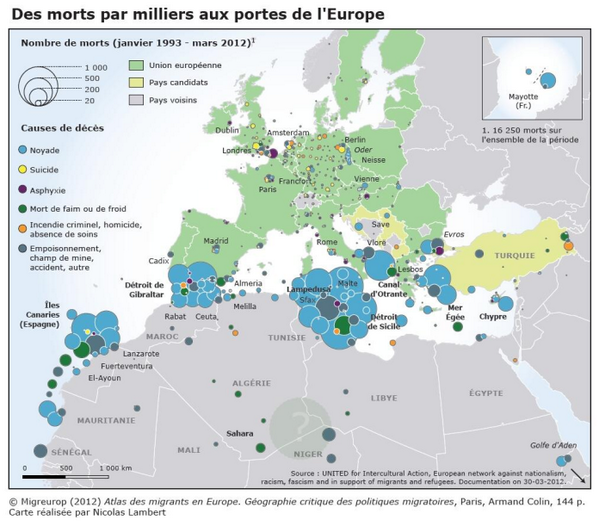 Des morts par milliers aux portes de l'Europe
Nombre de morts (janvier 1993 - mars 2012)¹
1 000
500
200
20
Union européenne
Pays candidats
Pays voisins
Mayotte
(Fr.)
1. 16 250 morts sur
l'ensemble de la période
Causes de décès
Noyade
Suicide
Asphyxie
Mort de faim ou de froid
Incendie criminel, homicide,
absence de soins
Empoisonnement,
champ de mine,
accident, autre
Dublin
Amsterdam
Berlin
Londres
Oder
Neisse
Paris
Francfort
Vienne
Save
Madrid
Rome
Vlorë
Evros
TURQUIE
Cadix
Lesbos
Détroit de
Gibraltar
Almeria
Lampedusa
Malte
Canal
d'Otrante
Sfax
Rabat
Ceuta,
Melilla
Détroit
de Sicile
Mer
Égée
Chypre
Îles
Canaries
(Espagne)
MAROC
TUNISIE
Lanzarote
Fuerteventura
El-Ayoun
ALGÉRIE
LIBYE
ÉGYPTE
MAURITANIE
?
Sahara
MALI
NIGER
SÉNÉGAL
Golfe d'Aden
0 500 1 000 km
Source : UNITED for Intercultural Action, European network against nationalism,
racism, fascism and in support of migrants and refugees. Documentation on 30-03-2012.
© Migreurop (2012) Atlas des migrants en Europe. Géographie critique des politiques migratoires, Paris, Armand Colin, 144 p.
Carte réalisée par Nicolas Lambert